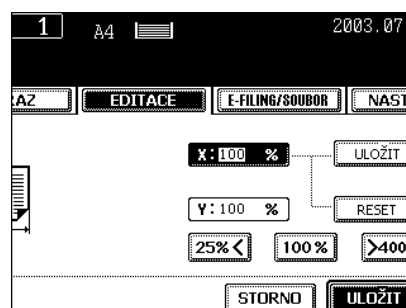 1 A4 2003.07
AZ EDITACE E-FILING/SOUBOR NAST
X:100 % ULOŽIT
Y:100 % RESET
25%< 100% >400
STORNO ULOŽIT